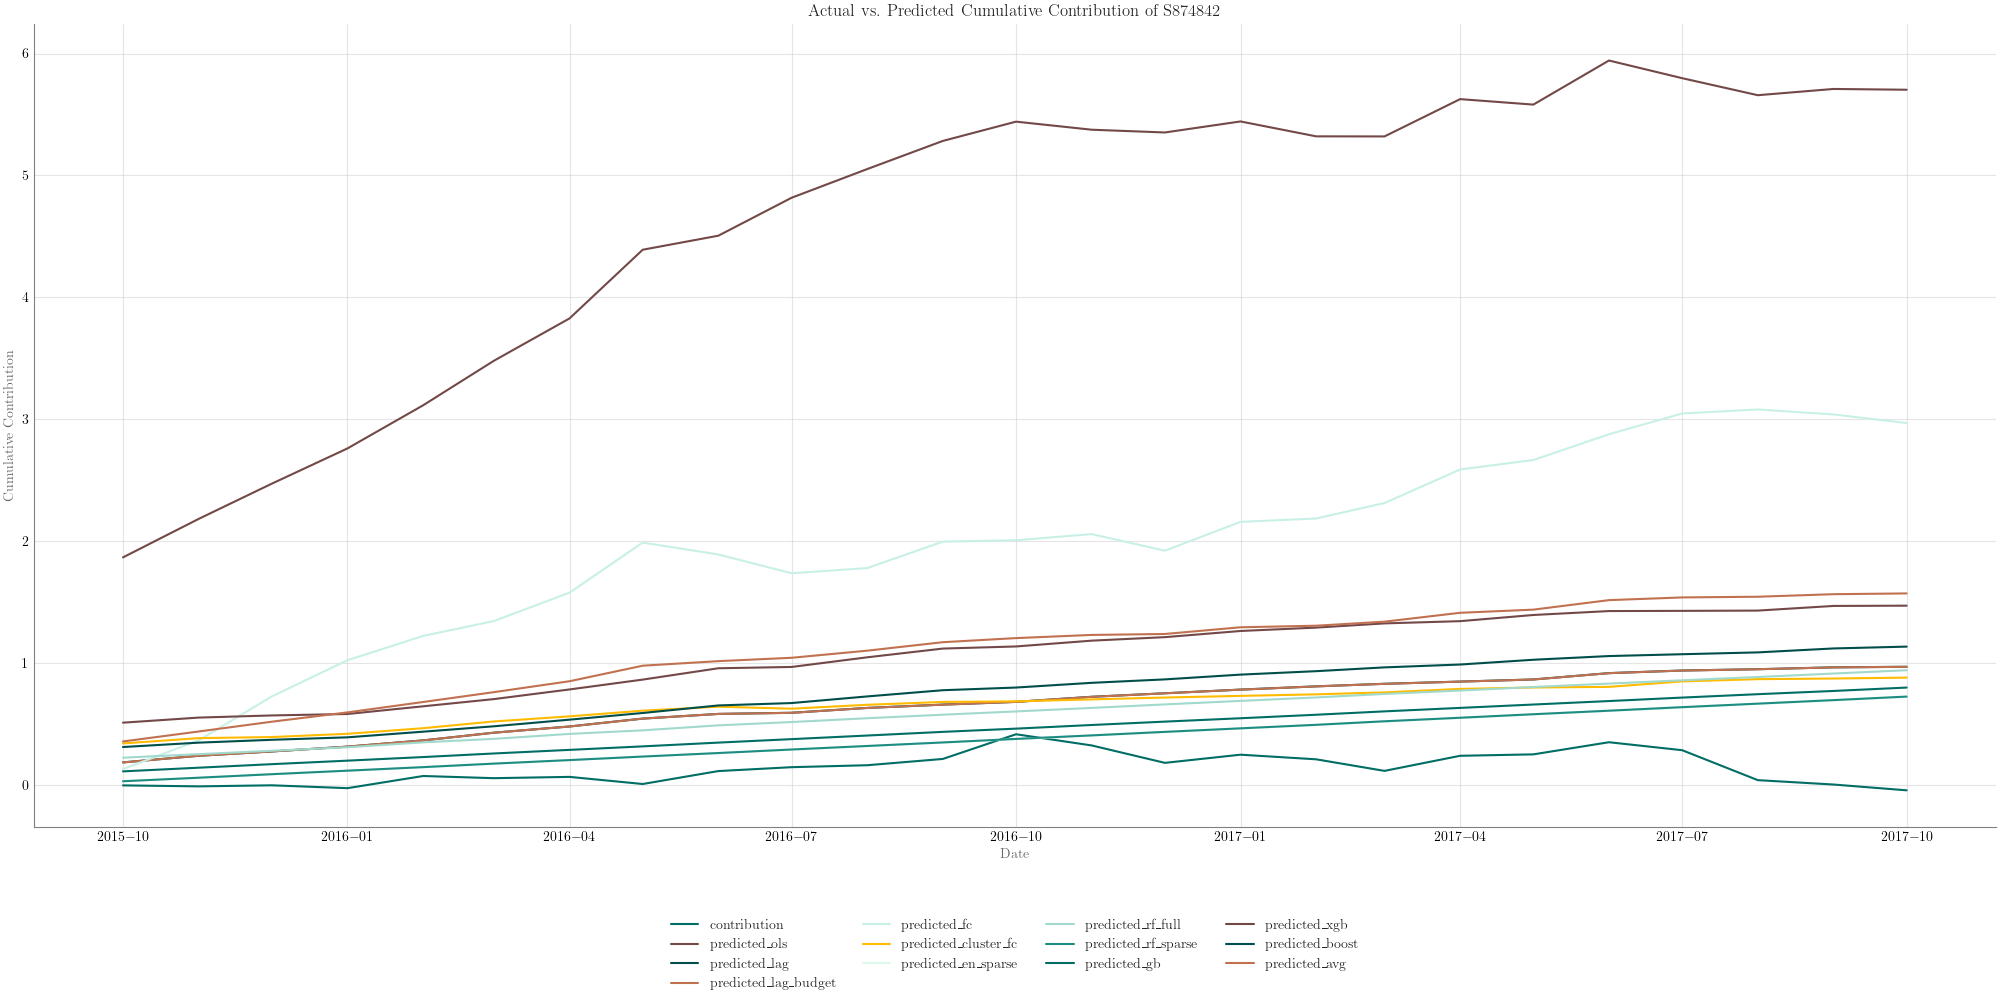 Actual vs. Predicted Cumulative Contribution of S874842
6
5
4
3
2
1
0
Cumulative Contribution
2015−10 2016−01 2016−04 2016−07 2016−10 2017−01 2017−04 2017−07 2017−10
Date
contribution predicted_fc predicted_rf_full predicted_xgb
predicted_ols predicted_cluster_fc predicted_rf_sparse predicted_boost
predicted_lag predicted_en_sparse predicted_gb predicted_avg
predicted_lag_budget